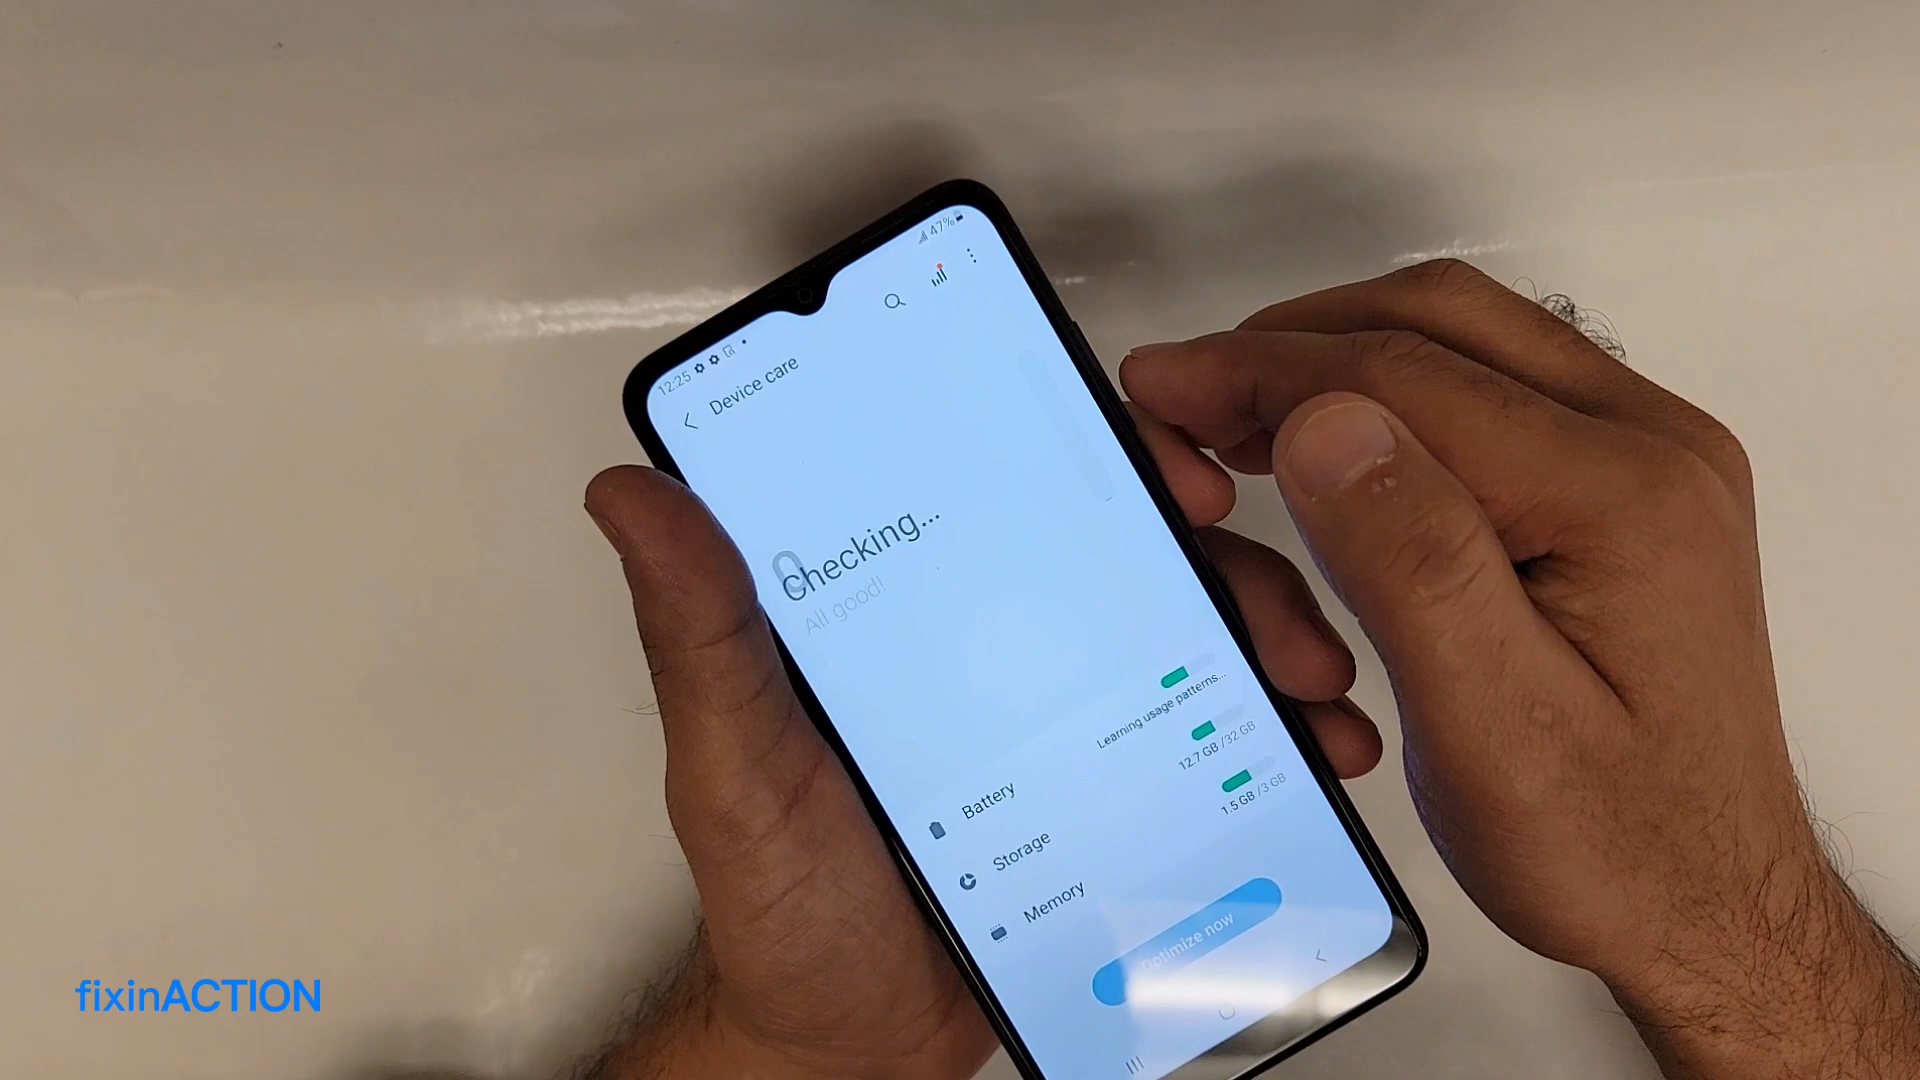 12:25
47%
Device care
0
Checking...
All good!
Battery
Learning usage patterns...
Storage
12.7 GB /32 GB
Memory
1.5 GB /3 GB
Optimize now
fixinACTION